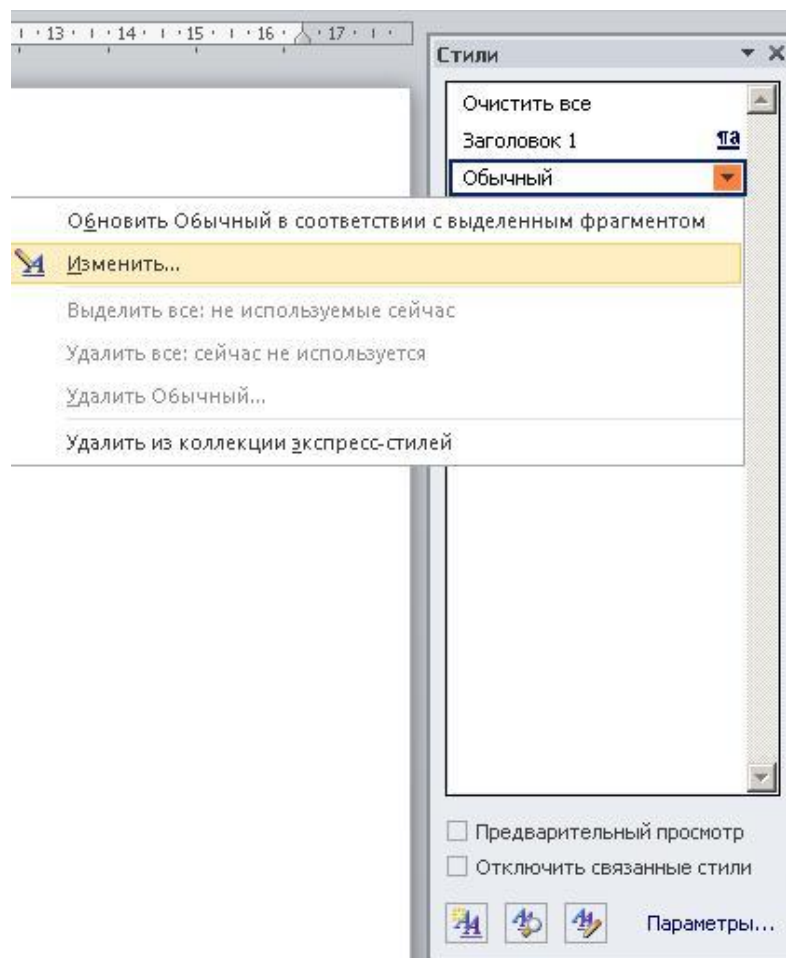 13 14 15 16 17
Стили
Очистить все
Заголовок 1 ¶a
Обычный
Обновить Обычный в соответствии с выделенным фрагментом
Изменить...
Выделить все: не используемые сейчас
Удалить все: сейчас не используется
Удалить Обычный...
Удалить из коллекции экспресс-стилей
Предварительный просмотр
Отключить связанные стили
Параметры...